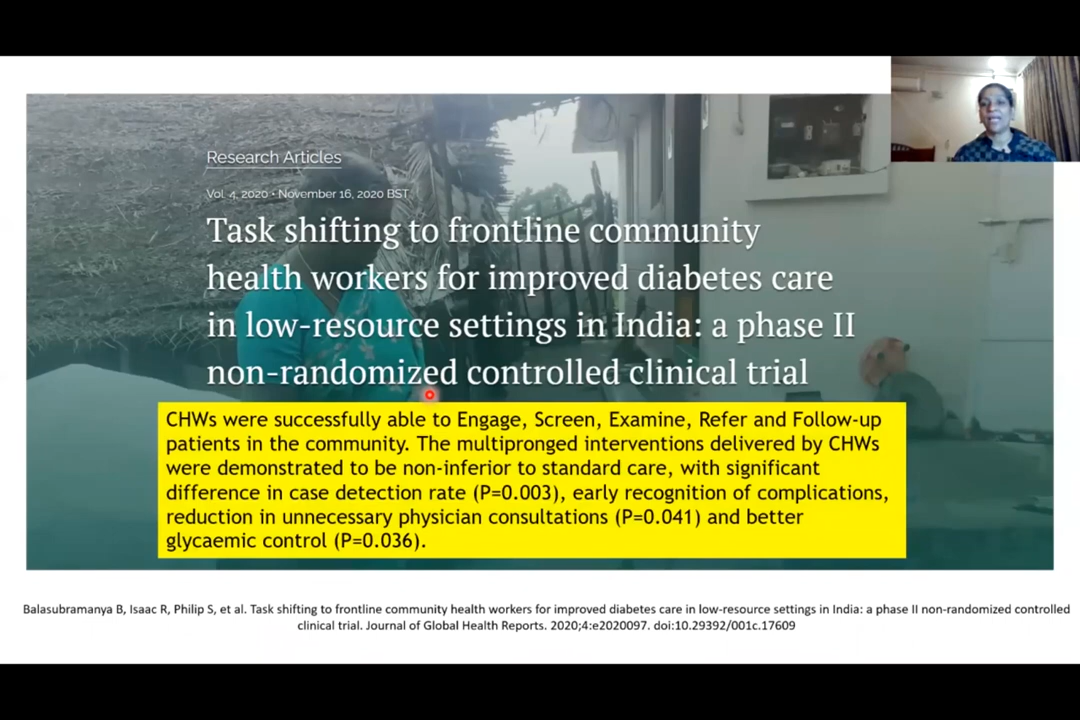 Research Articles
Vol. 4, 2020 • November 16, 2020 BST
Task shifting to frontline community
health workers for improved diabetes care
in low-resource settings in India: a phase II
non-randomized controlled clinical trial
CHWs were successfully able to Engage, Screen, Examine, Refer and Follow-up
patients in the community. The multipronged interventions delivered by CHWs
were demonstrated to be non-inferior to standard care, with significant
difference in case detection rate (P=0.003), early recognition of complications,
reduction in unnecessary physician consultations (P=0.041) and better
glycaemic control (P=0.036).
Balasubramanya B, Isaac R, Philip S, et al. Task shifting to frontline community health workers for improved diabetes care in low-resource settings in India: a phase II non-randomized controlled
clinical trial. Journal of Global Health Reports. 2020;4:e2020097. doi:10.29392/001c.17609